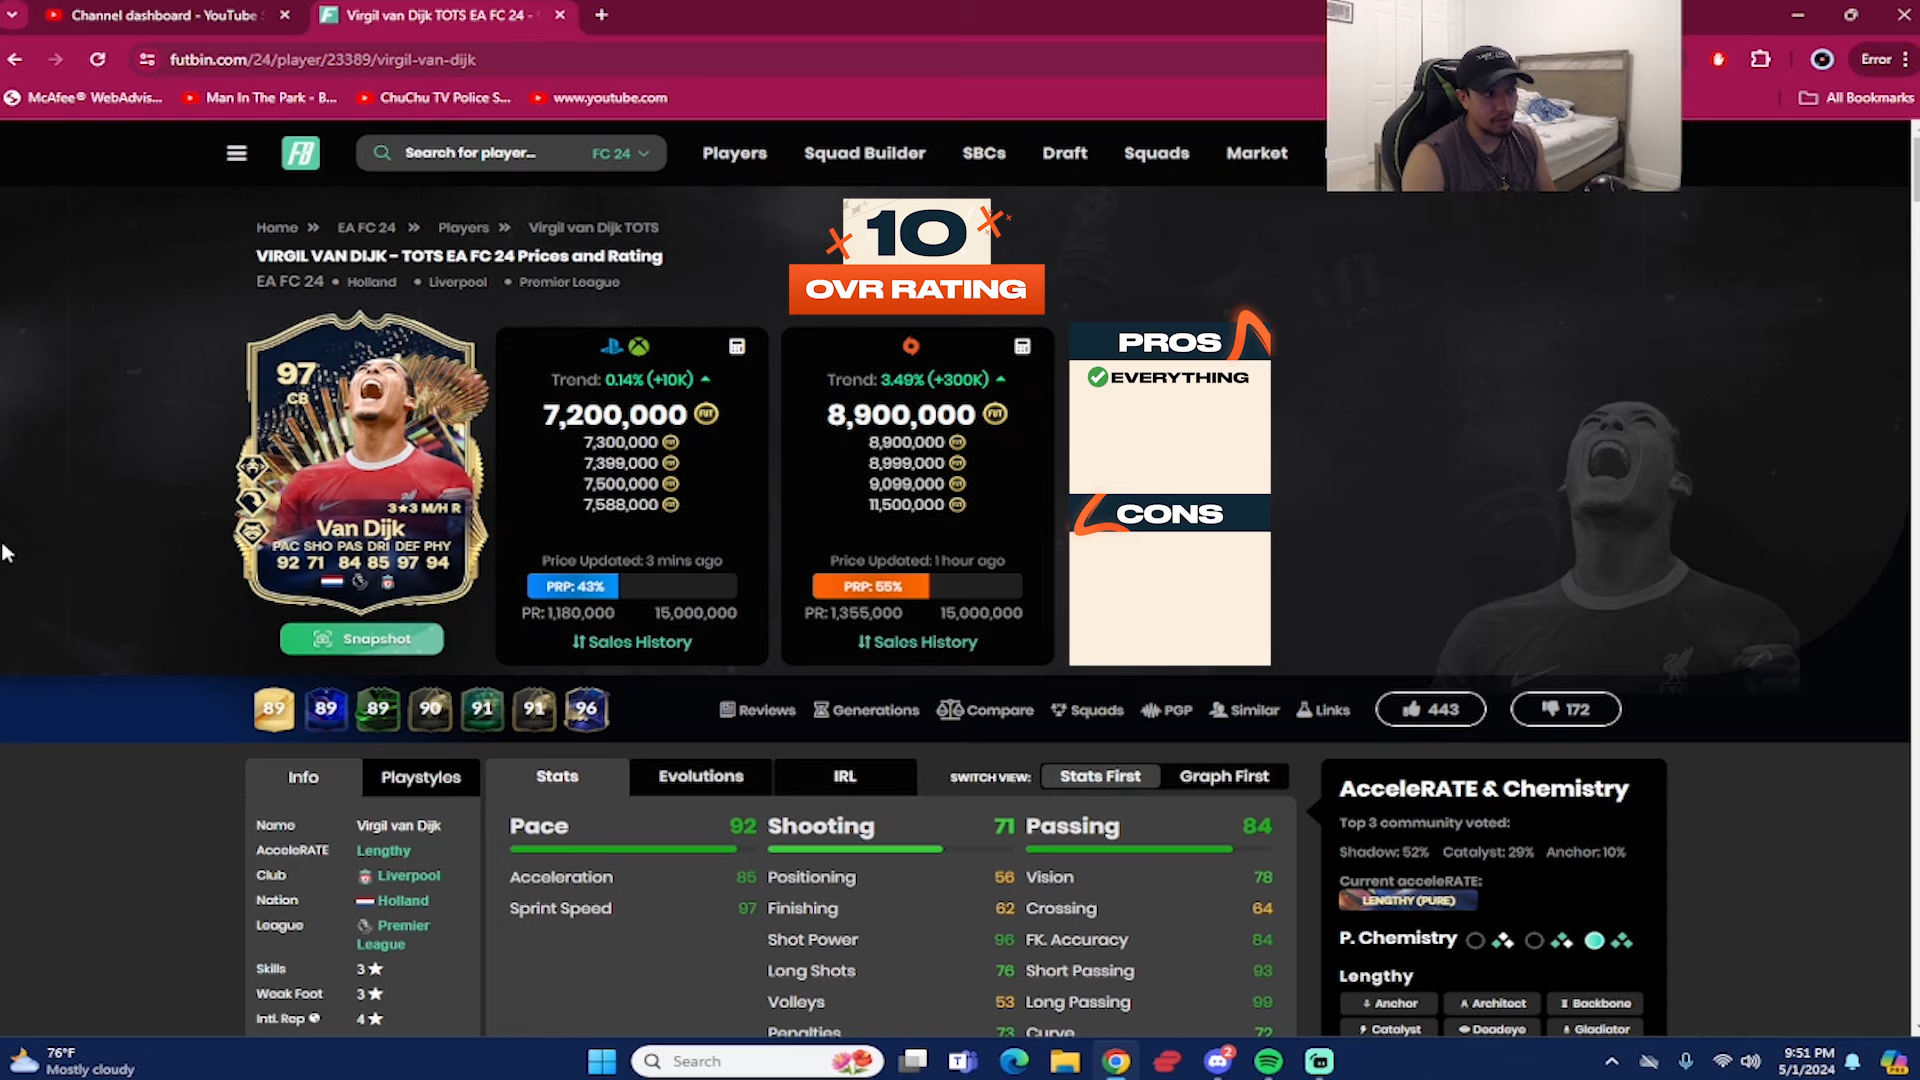 Channel dashboard - YouTube
Virgil van Dijk TOTS EA FC 24 -
futbin.com/24/player/23389/virgil-van-dijk
Error
McAfee® WebAdvis...
Man In The Park - B...
ChuChu TV Police S...
www.youtube.com
All Bookmarks
Search for player...
FC 24
Players
Squad Builder
SBCs
Draft
Squads
Market
Home » EA FC 24 » Players » Virgil van Dijk TOTS
VIRGIL VAN DIJK - TOTS EA FC 24 Prices and Rating
EA FC 24 • Holland • Liverpool • Premier League
10
OVR RATING
97
CB
3★3 M/H R
Van Dijk
PAC SHO PAS DRI DEF PHY
92 71 84 85 97 94
Snapshot
Trend: 0.14% (+10K)
7,200,000
7,300,000
7,399,000
7,500,000
7,588,000
Price Updated: 3 mins ago
PRP: 43%
PR: 1,180,000 15,000,000
Sales History
Trend: 3.49% (+300K)
8,900,000
8,900,000
8,999,000
9,099,000
11,500,000
Price Updated: 1 hour ago
PRP: 55%
PR: 1,355,000 15,000,000
Sales History
PROS
EVERYTHING
CONS
89 89 89 90 91 91 96
Reviews
Generations
Compare
Squads
PGP
Similar
Links
443
172
Info
Playstyles
Name Virgil van Dijk
AcceleRATE Lengthy
Club Liverpool
Nation Holland
League Premier
League
Skills 3★
Weak Foot 3★
Intl. Rep 4★
Stats
Evolutions
IRL
SWITCH VIEW:
Stats First
Graph First
Pace 92
Acceleration 85
Sprint Speed 97
Shooting 71
Positioning 56
Finishing 62
Shot Power 96
Long Shots 76
Volleys 53
Penalties 73
Passing 84
Vision 78
Crossing 64
FK. Accuracy 84
Short Passing 93
Long Passing 99
Curve 72
AcceleRATE & Chemistry
Top 3 community voted:
Shadow: 52% Catalyst: 29% Anchor: 10%
Current acceleRATE:
LENGTHY (PURE)
P. Chemistry
Lengthy
Anchor
Architect
Backbone
Catalyst
Deadeye
Gladiator
76°F
Mostly cloudy
Search
2
9:51 PM
5/1/2024